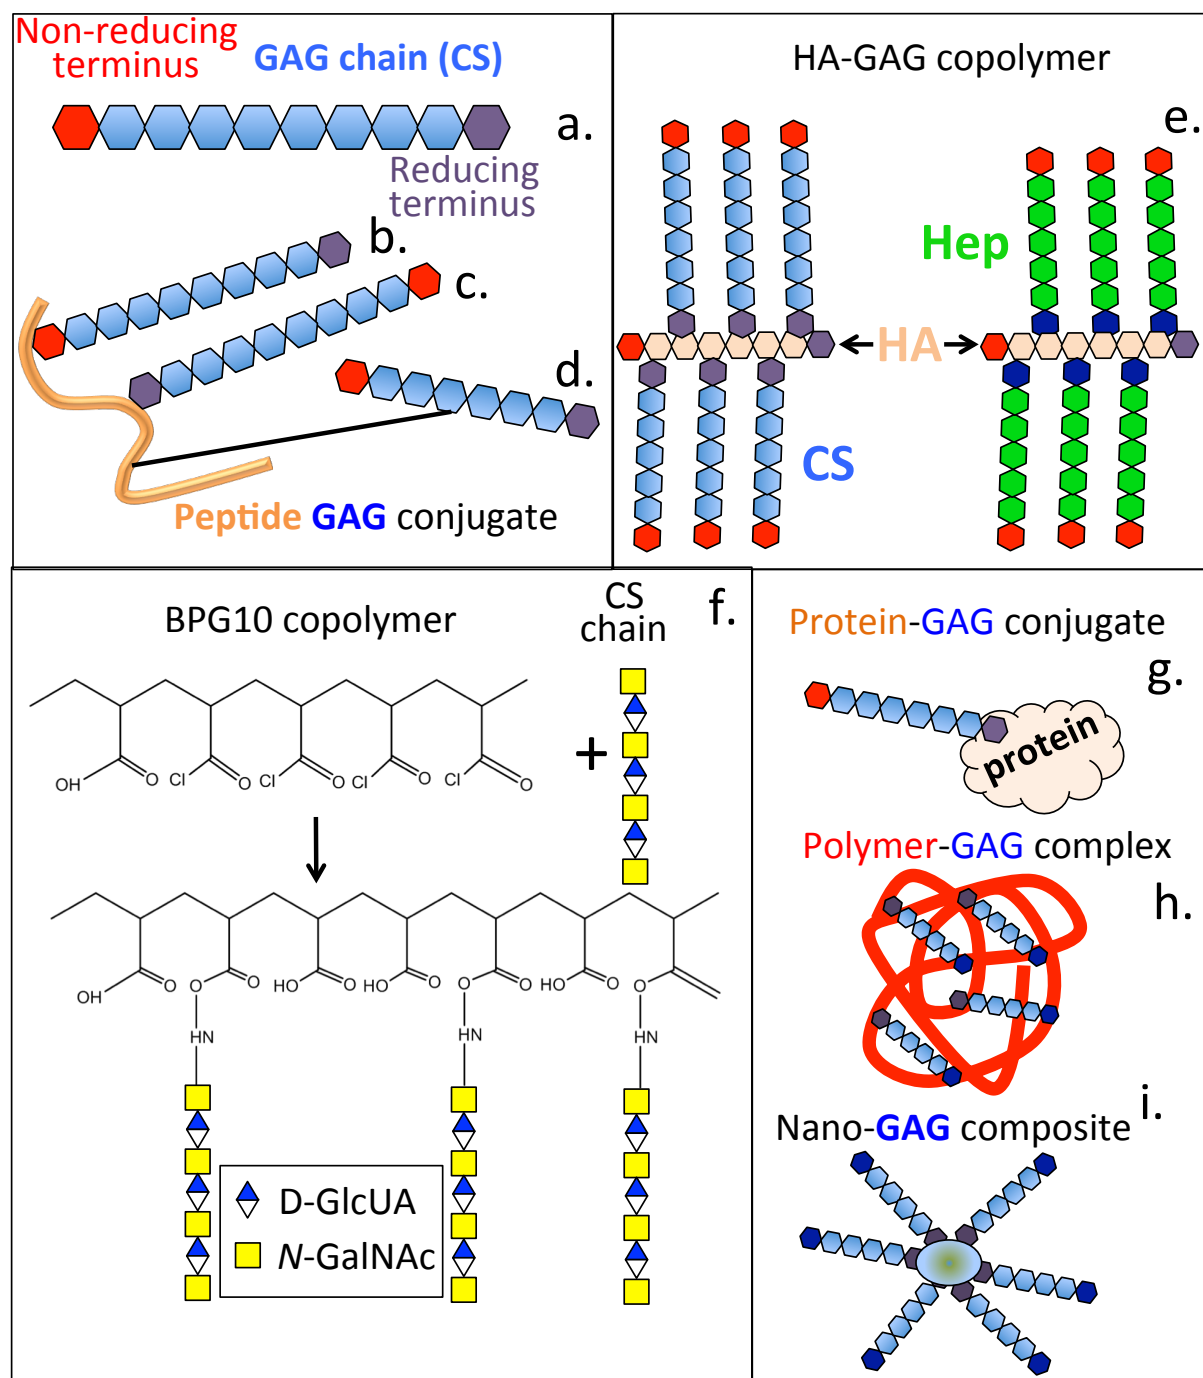 Non-reducing
terminus
GAG chain (CS)
a.
Reducing
terminus
b.
c.
d.
Peptide GAG conjugate
HA-GAG copolymer
e.
Hep
HA
CS
BPG10 copolymer
CS
chain
f.
+
OH
O
Cl
O
Cl
O
Cl
O
Cl
O
OH
O
O
O
HO
O
HO
O
O
O
HO
O
O
HN
HN
HN
D-GlcUA
N-GalNAc
Protein-GAG conjugate
g.
protein
Polymer-GAG complex
h.
i.
Nano-GAG composite